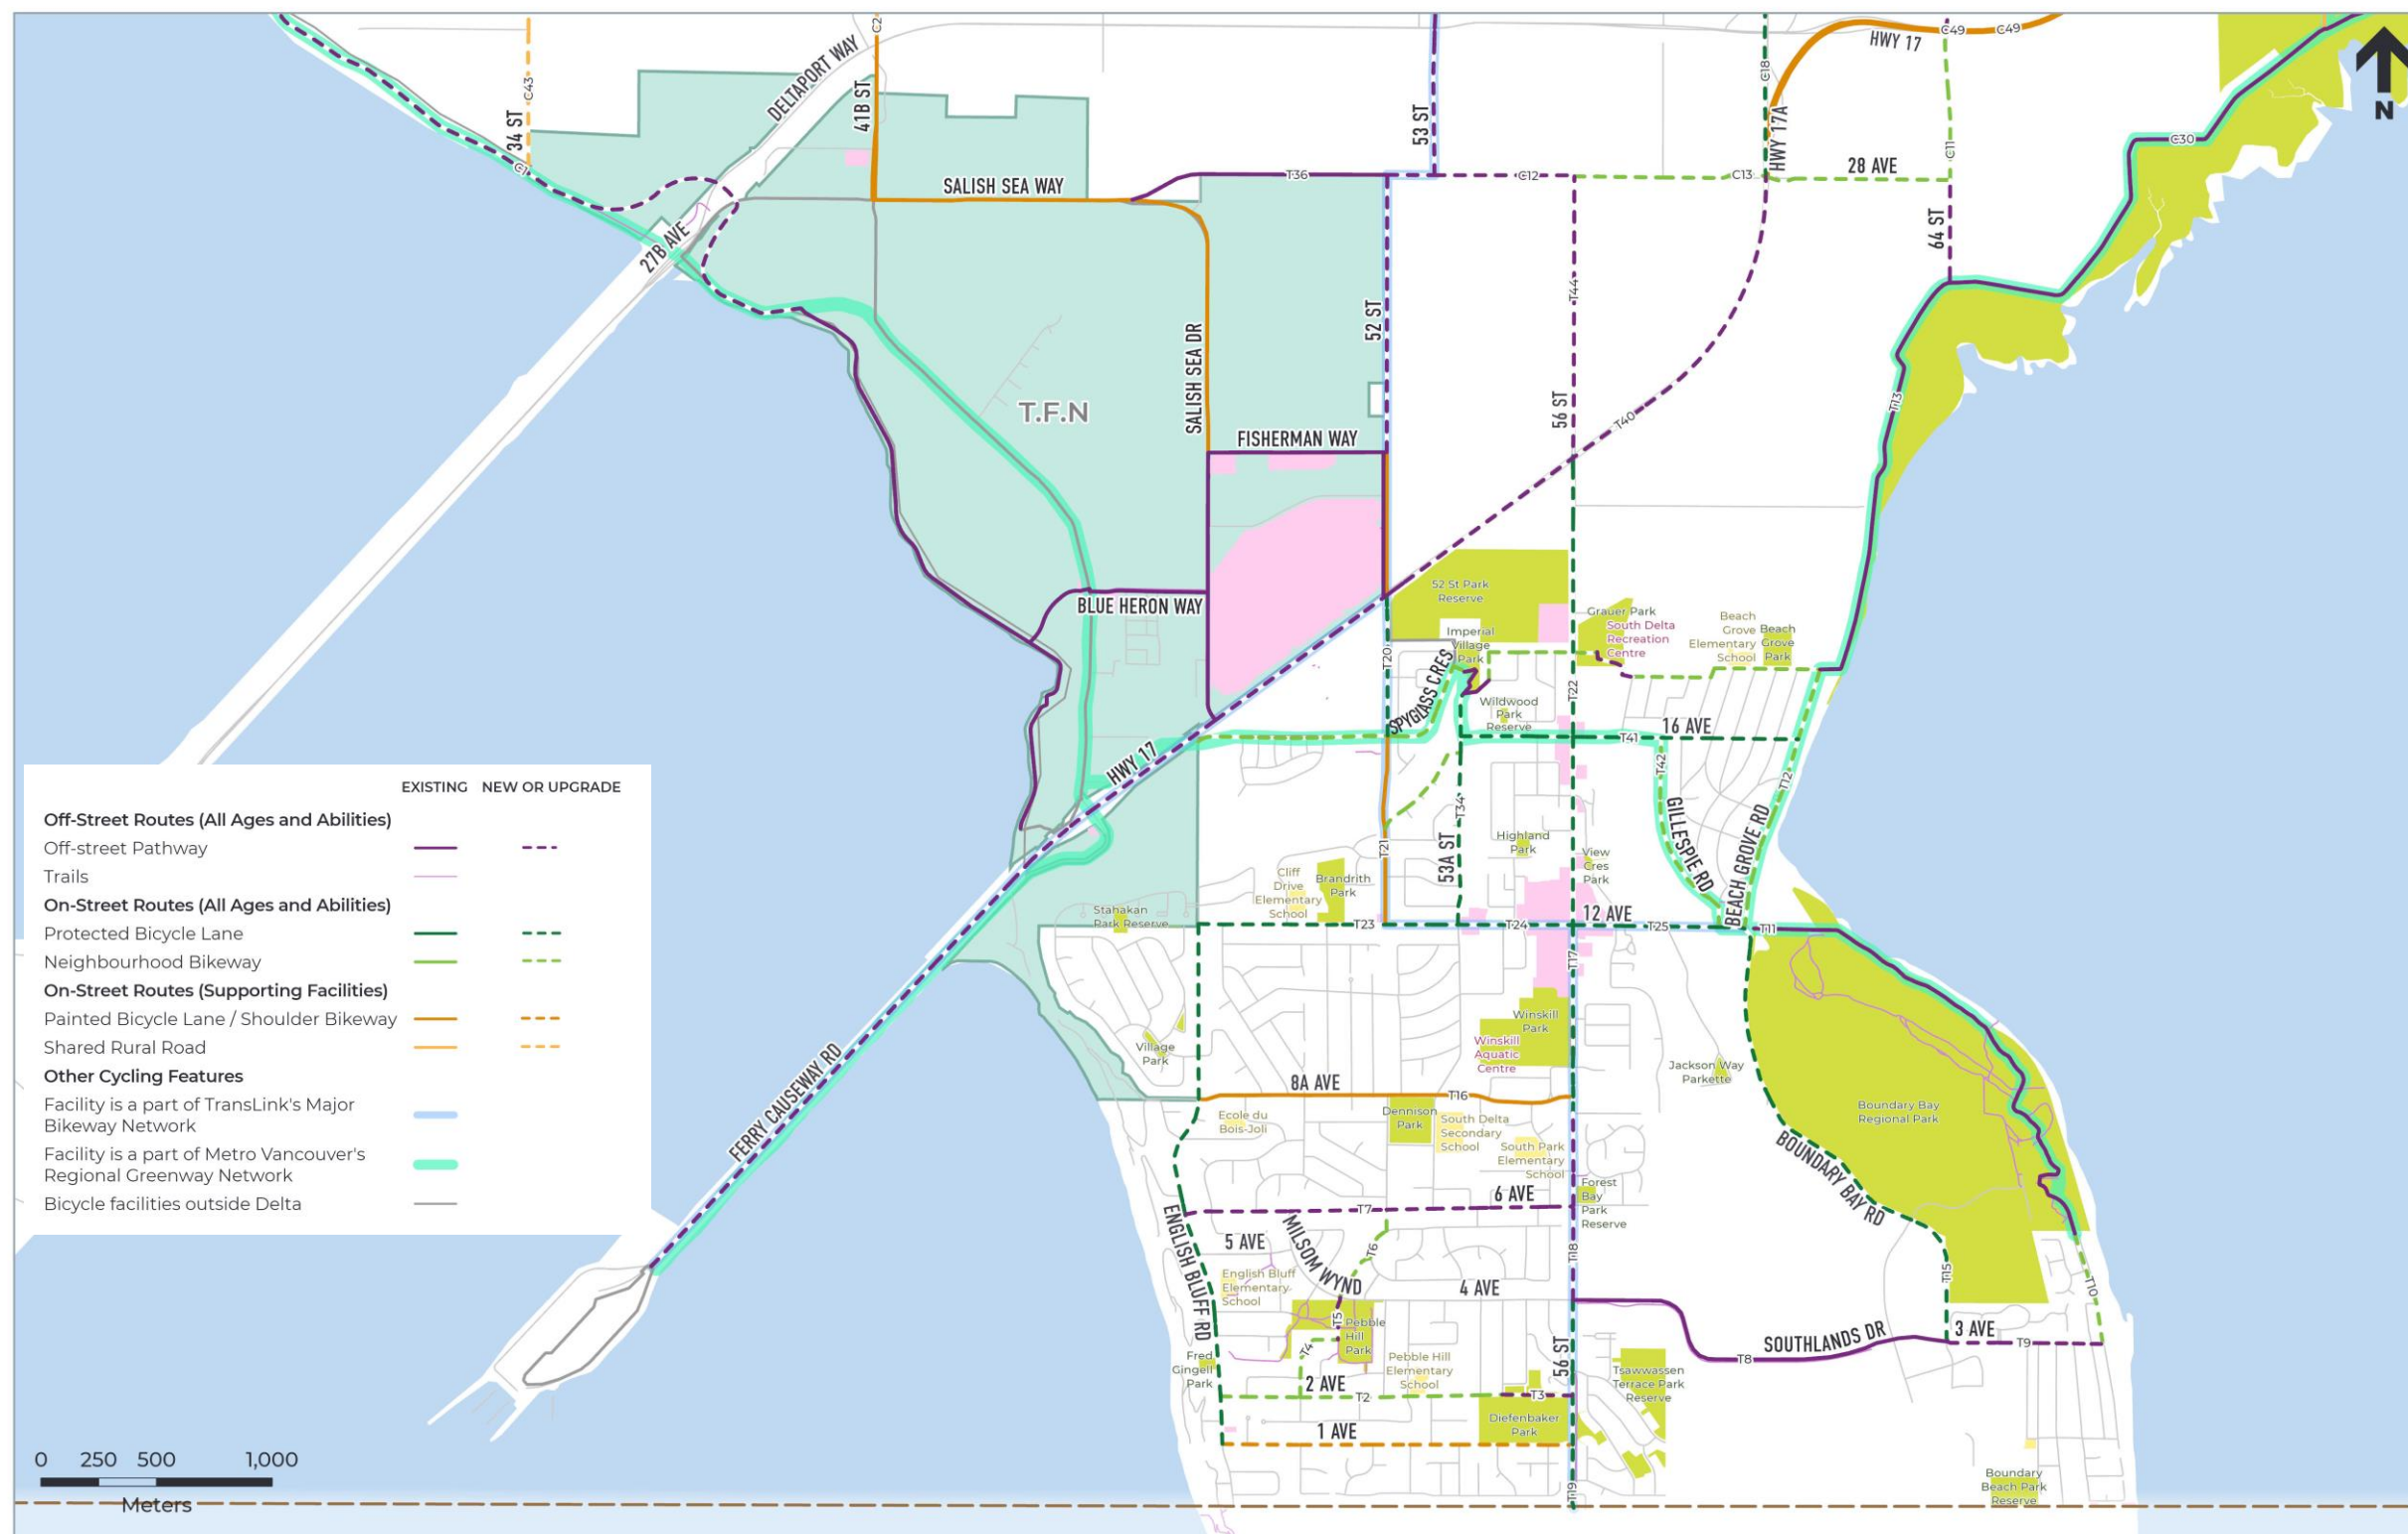 C2
C49
C49
HWY 17
DELTAPORT WAY
C43
C18
N
41B ST
34 ST
53 ST
HWY 17A
C30
C11
C1
SALISH SEA WAY
T36
C12
C13
28 AVE
27B AVE
64 ST
T44
52 ST
SALISH SEA DR
T.F.N
56 ST
T13
T40
FISHERMAN WAY
52 St Park
Reserve
BLUE HERON WAY
Grauer Park
South Delta
Recreation
Centre
Beach
Grove
Elementary
School
Beach
Grove
Park
Imperial
Village
Park
T20
SPYGLASS CRES
T22
Wildwood
Park
Reserve
16 AVE
T41
T42
T12
HWY 17
T34
GILLESPIE RD
BEACH GROVE RD
Highland
Park
T21
53A ST
View
Cres
Park
Cliff
Drive
Elementary
School
Brandrith
Park
Stahakan
Park Reserve
12 AVE
T23
T24
T25
T11
T17
Winskill
Park
Winskill
Aquatic
Centre
Village
Park
Jackson Way
Parkette
FERRY CAUSEWAY RD
8A AVE
T16
Ecole du
Bois-Joli
Dennison
Park
South Delta
Secondary
School
South Park
Elementary
School
Boundary Bay
Regional Park
BOUNDARY BAY RD
6 AVE
Forest
Bay
Park
Reserve
T7
ENGLISH BLUFF RD
5 AVE
MILSOM WYND
T6
T18
English Bluff
Elementary
School
4 AVE
T15
T10
T5
Pebble
Hill
Park
T4
SOUTHLANDS DR
3 AVE
T9
T8
56 ST
Fred
Gingell
Park
Pebble Hill
Elementary
School
Tsawwassen
Terrace Park
Reserve
2 AVE
T2
T3
Diefenbaker
Park
1 AVE
T19
Boundary
Beach Park
Reserve
EXISTING NEW OR UPGRADE
Off-Street Routes (All Ages and Abilities)
Off-street Pathway
Trails
On-Street Routes (All Ages and Abilities)
Protected Bicycle Lane
Neighbourhood Bikeway
On-Street Routes (Supporting Facilities)
Painted Bicycle Lane / Shoulder Bikeway
Shared Rural Road
Other Cycling Features
Facility is a part of TransLink's Major
Bikeway Network
Facility is a part of Metro Vancouver's
Regional Greenway Network
Bicycle facilities outside Delta
0 250 500 1,000
Meters